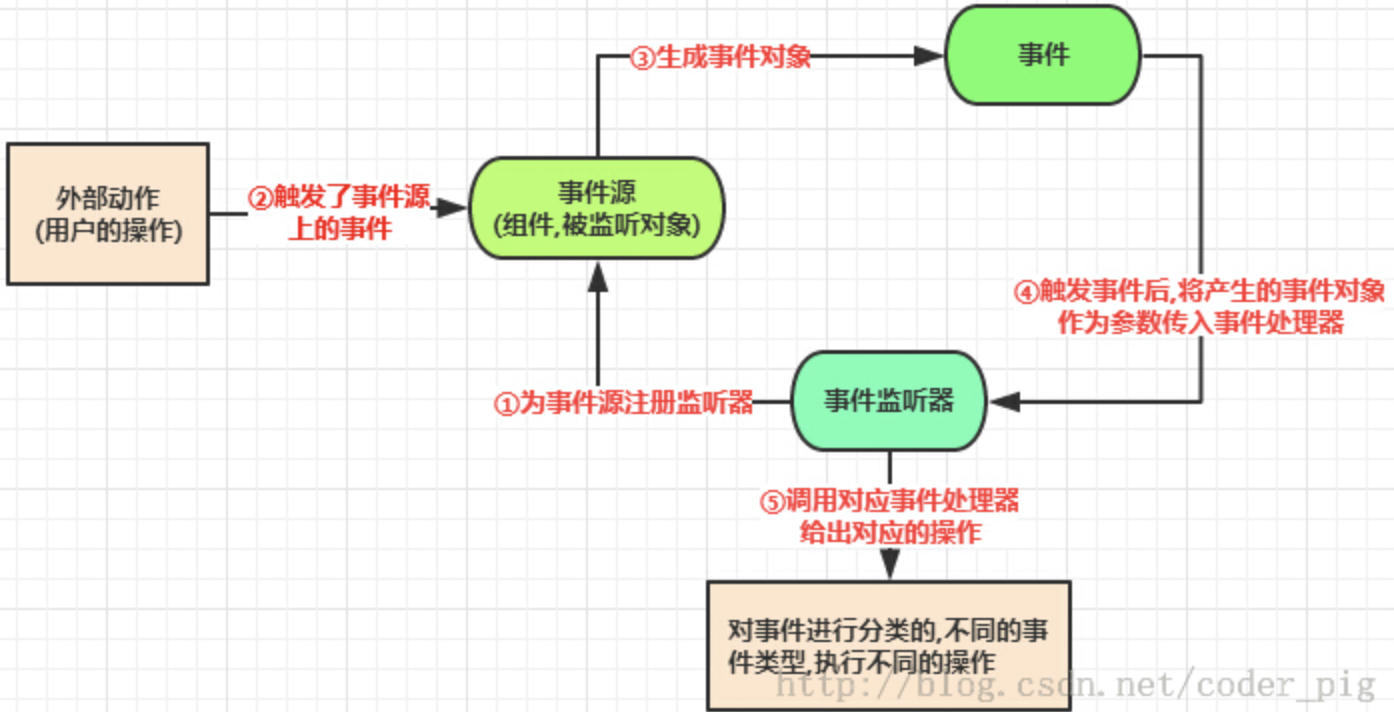 ③生成事件对象
事件
外部动作
(用户的操作)
②触发了事件源
上的事件
事件源
(组件,被监听对象)
④触发事件后,将产生的事件对象
作为参数传入事件处理器
①为事件源注册监听器
事件监听器
⑤调用对应事件处理器
给出对应的操作
对事件进行分类的,不同的事
件类型,执行不同的操作
http://blog.csdn.net/coder_pig